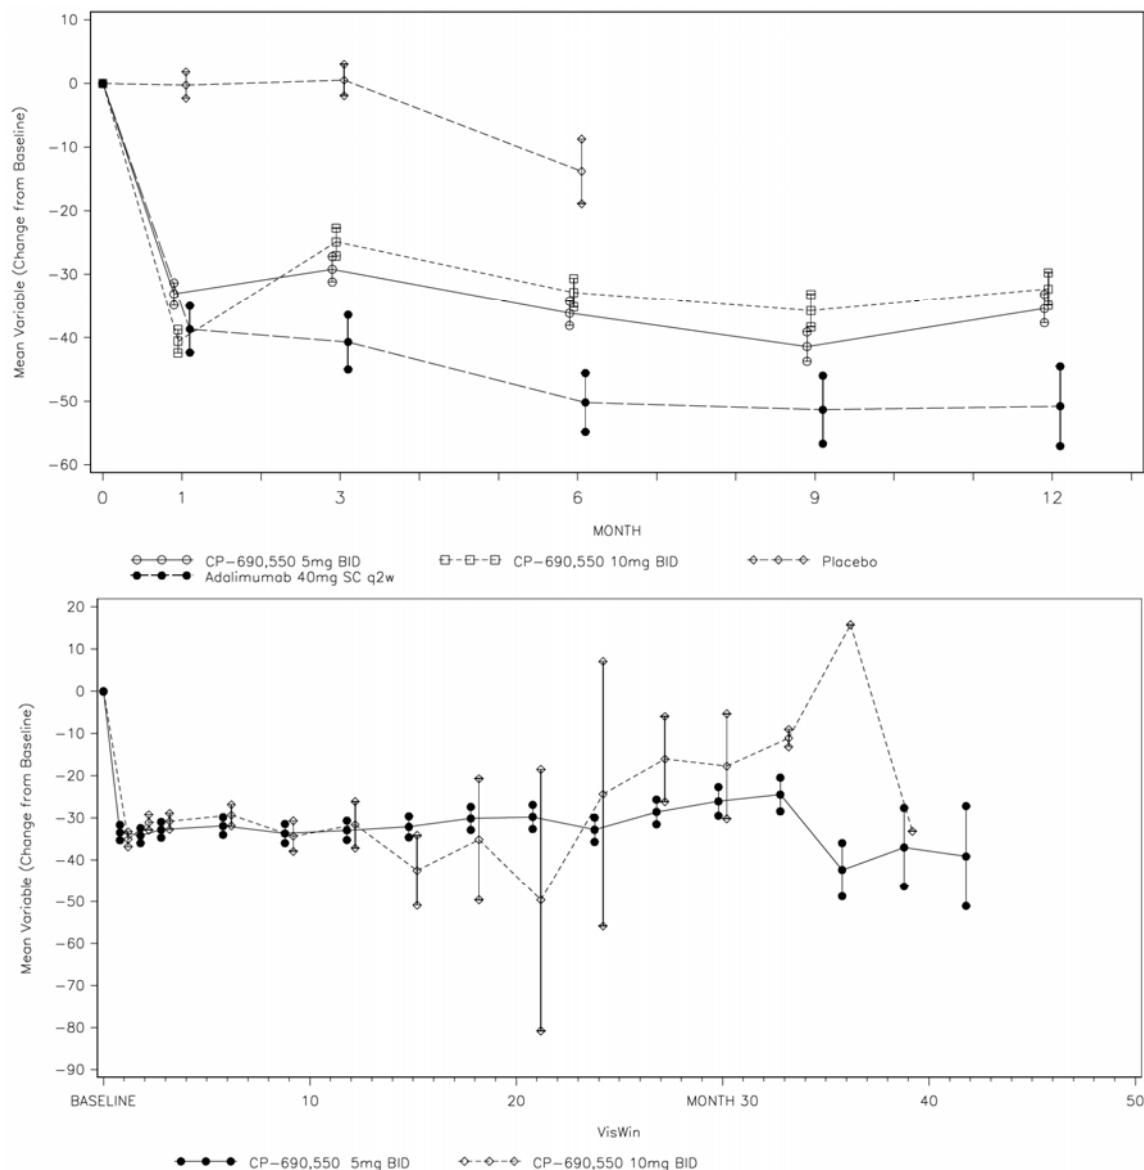 10
0
-10
-20
-30
-40
-50
-60
Mean Variable (Change from Baseline)
0 1 3 6 9 12
MONTH
CP-690,550 5mg BID CP-690,550 10mg BID Placebo
Adalimumab 40mg SC q2w
20
10
0
-10
-20
-30
-40
-50
-60
-70
-80
-90
Mean Variable (Change from Baseline)
BASELINE 10 20 MONTH 30 40 50
VisWin
CP-690,550 5mg BID CP-690,550 10mg BID